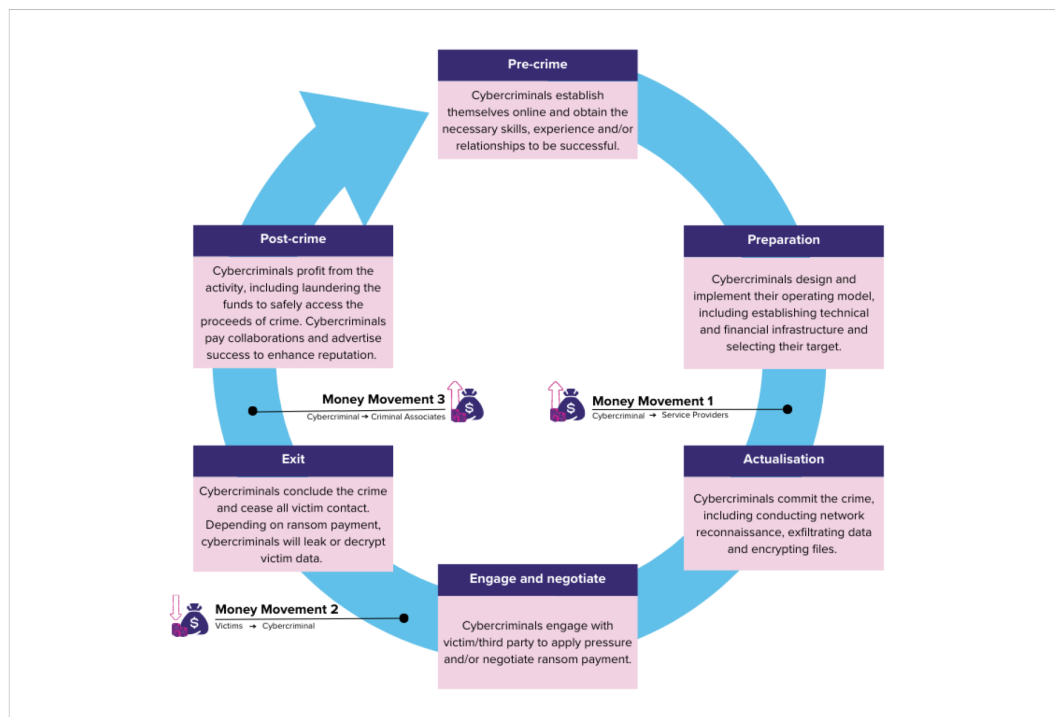 Pre-crime
Cybercriminals establish
themselves online and obtain the
necessary skills, experience and/or
relationships to be successful.
Preparation
Cybercriminals design and
implement their operating model,
including establishing technical
and financial infrastructure and
selecting their target.
Money Movement 1
Cybercriminal → Service Providers
Actualisation
Cybercriminals commit the crime,
including conducting network
reconnaissance, exfiltrating data
and encrypting files.
Engage and negotiate
Cybercriminals engage with
victim/third party to apply pressure
and/or negotiate ransom payment.
Money Movement 2
Victims → Cybercriminal
Exit
Cybercriminals conclude the crime
and cease all victim contact.
Depending on ransom payment,
cybercriminals will leak or decrypt
victim data.
Money Movement 3
Cybercriminal → Criminal Associates
Post-crime
Cybercriminals profit from the
activity, including laundering the
funds to safely access the
proceeds of crime. Cybercriminals
pay collaborations and advertise
success to enhance reputation.
$
$
$